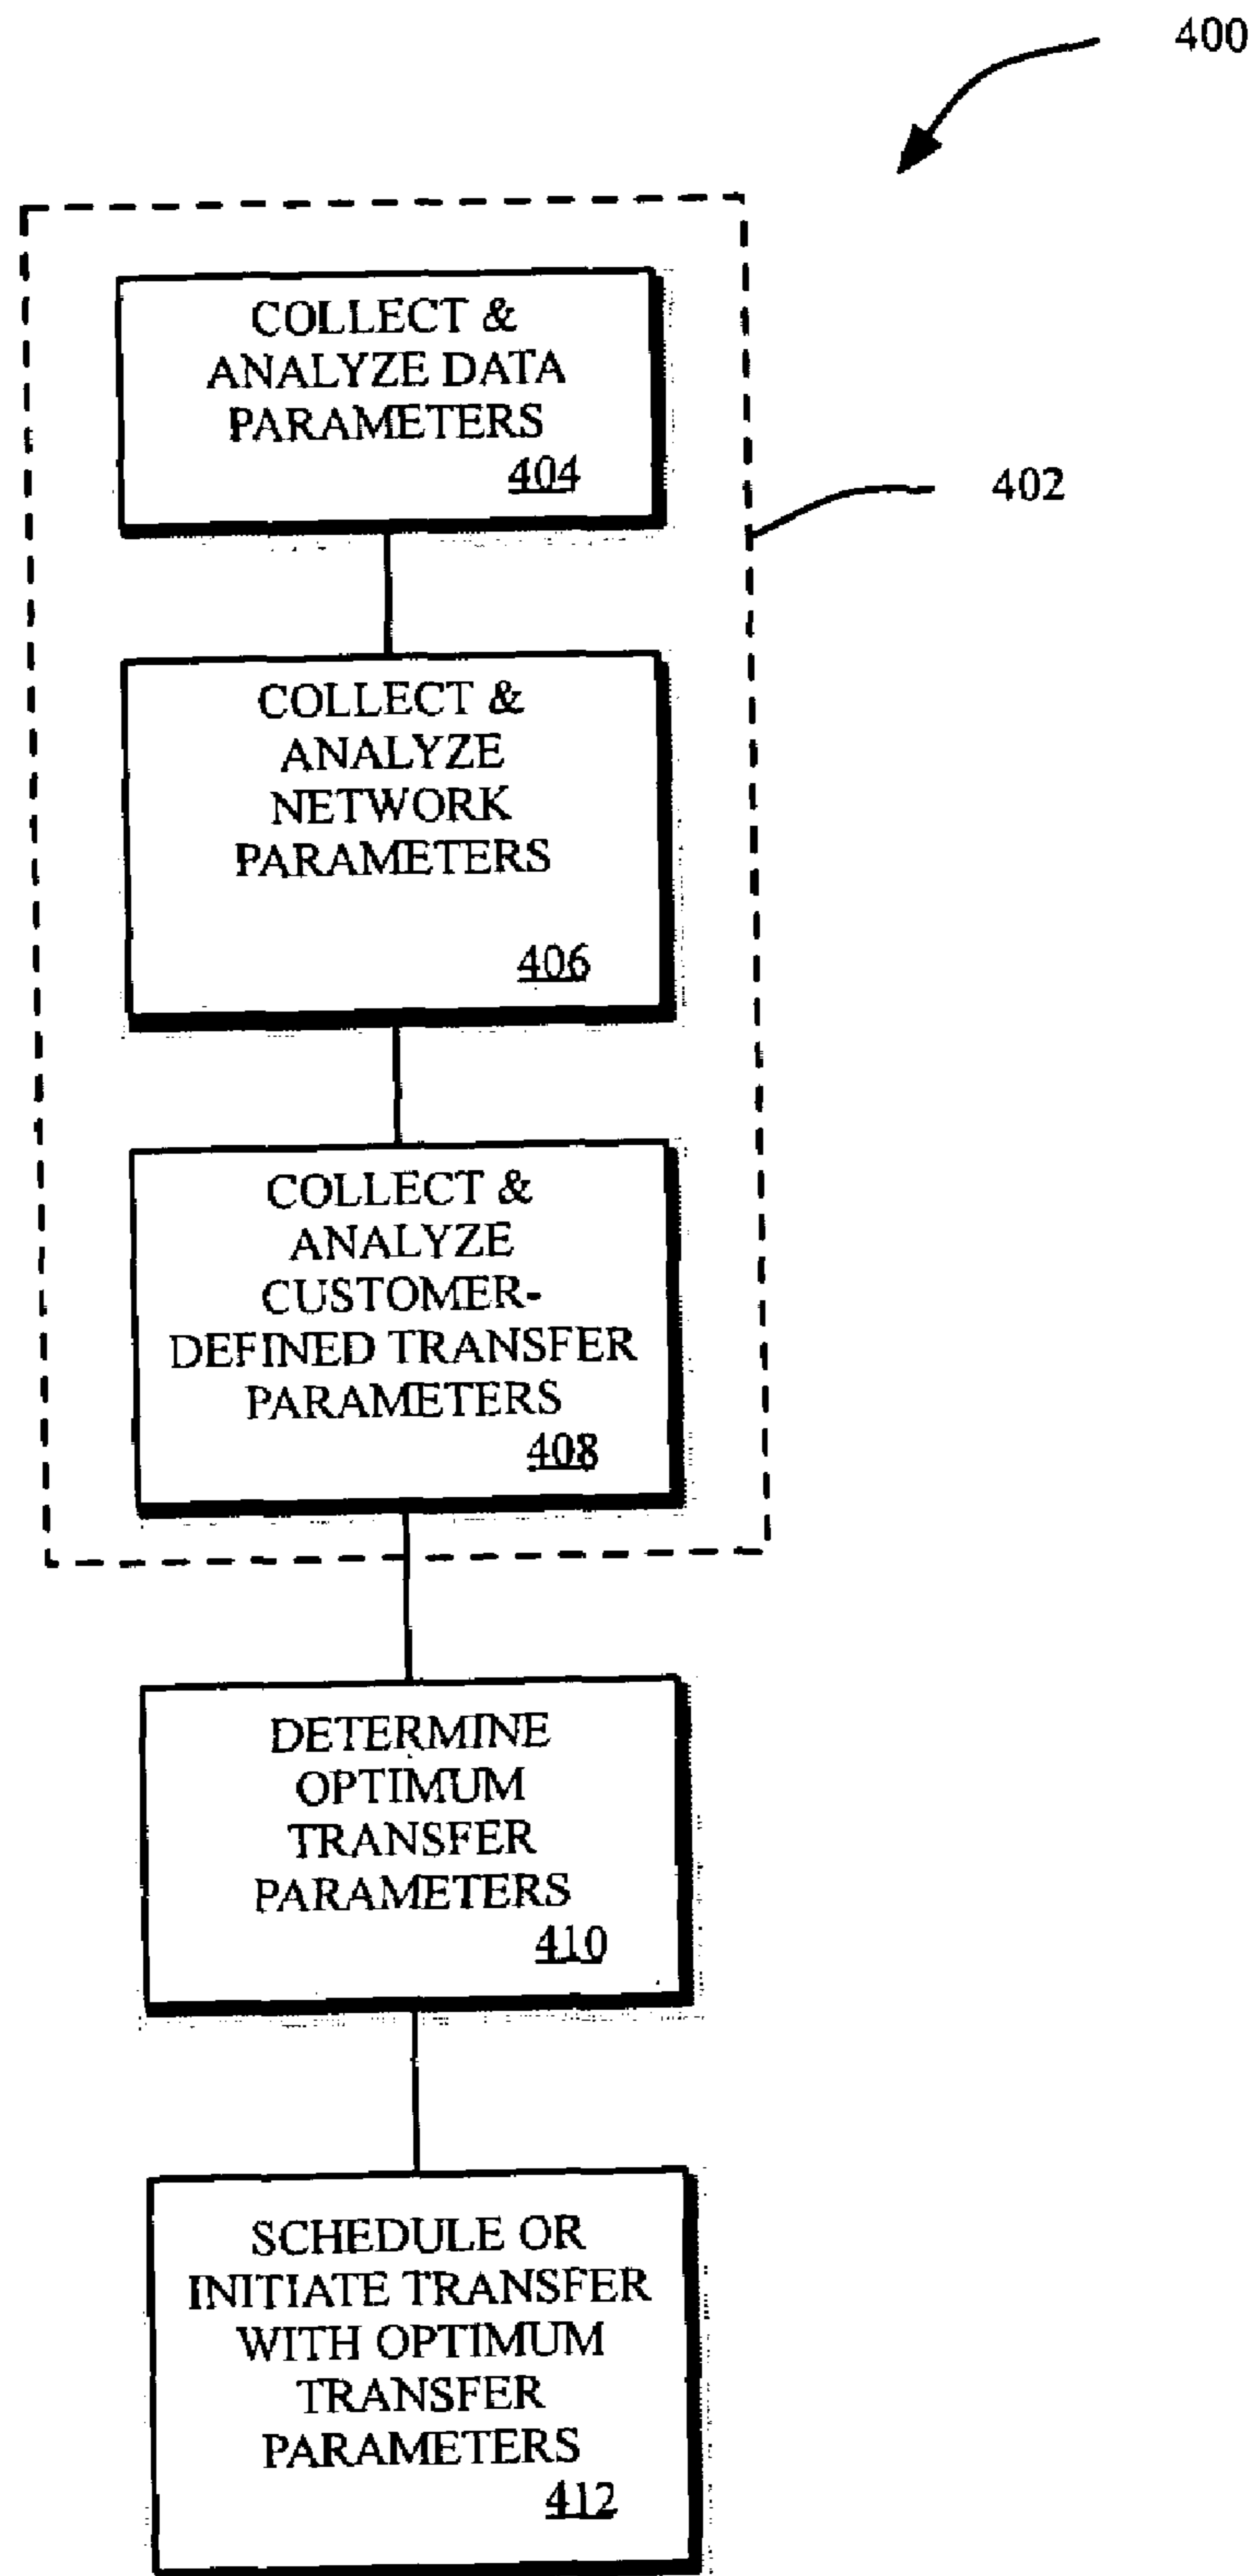 400
COLLECT &
ANALYZE DATA
PARAMETERS
404
402
COLLECT &
ANALYZE
NETWORK
PARAMETERS
406
COLLECT &
ANALYZE
CUSTOMER-
DEFINED TRANSFER
PARAMETERS
408
DETERMINE
OPTIMUM
TRANSFER
PARAMETERS
410
SCHEDULE OR
INITIATE TRANSFER
WITH OPTIMUM
TRANSFER
PARAMETERS
412